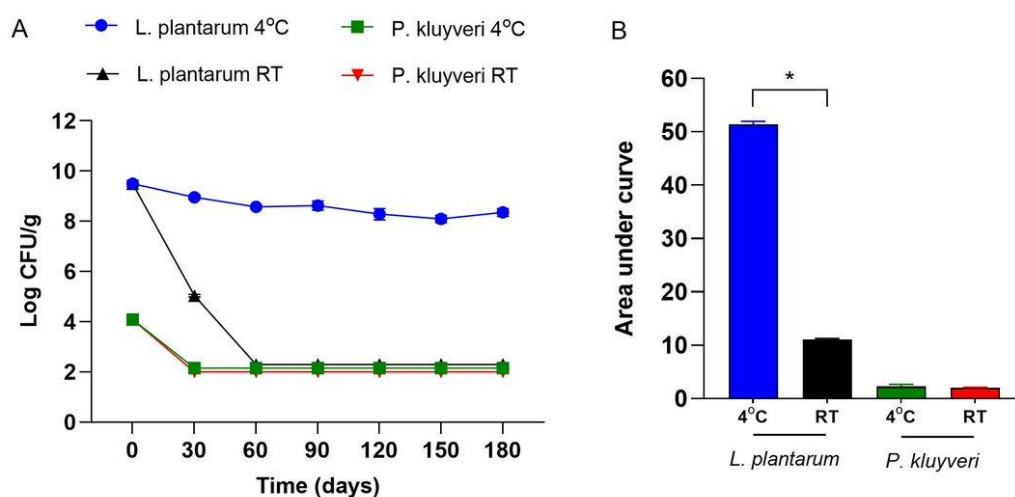 A
L. plantarum 4°C
P. kluyveri 4°C
L. plantarum RT
P. kluyveri RT
Log CFU/g
12
10
8
6
4
2
0
0 30 60 90 120 150 180
Time (days)
B
*
Area under curve
60
50
40
30
20
10
0
4°C RT 4°C RT
L. plantarum P. kluyveri